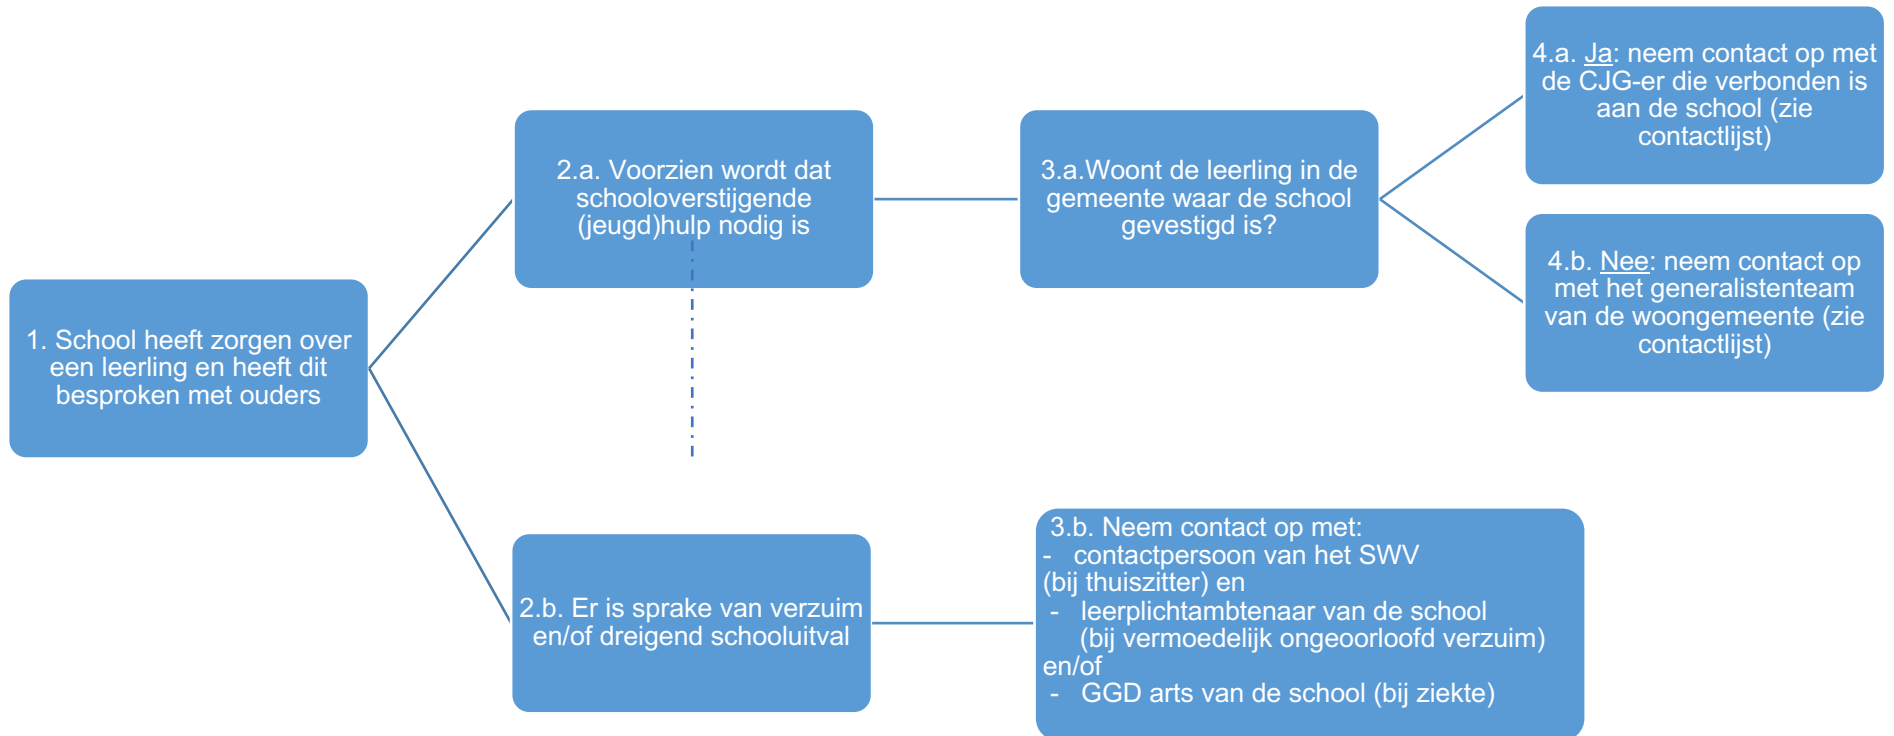 1. School heeft zorgen over
een leerling en heeft dit
besproken met ouders
2.a. Voorzien wordt dat
schooloverstijgende
(jeugd)hulp nodig is
3.a.Woont de leerling in de
gemeente waar de school
gevestigd is?
4.a. Ja: neem contact op met
de CJG-er die verbonden is
aan de school (zie
contactlijst)
4.b. Nee: neem contact op
met het generalistenteam
van de woongemeente (zie
contactlijst)
2.b. Er is sprake van verzuim
en/of dreigend schooluitval
3.b. Neem contact op met:
- contactpersoon van het SWV
(bij thuiszitter) en
- leerplichtambtenaar van de school
(bij vermoedelijk ongeoorloofd verzuim)
en/of
- GGD arts van de school (bij ziekte)